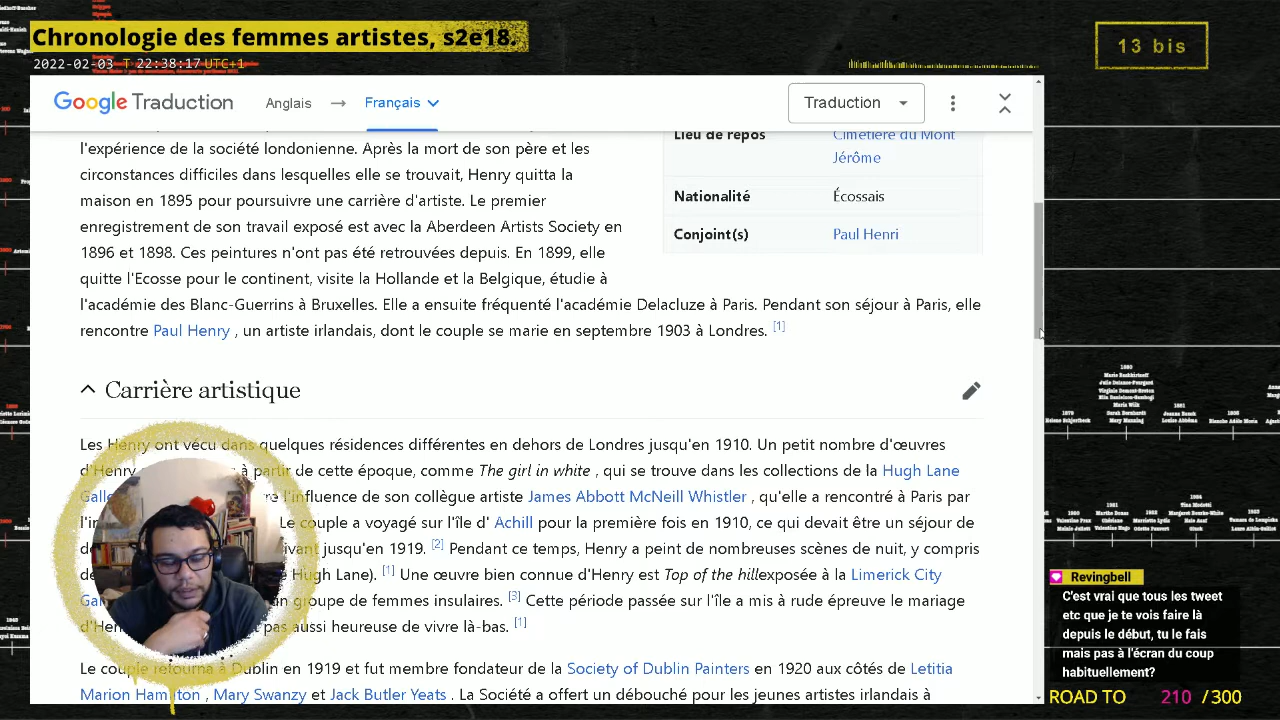 Chronologie des femmes artistes, s2e18.
2022-02-03 T 22:38:17 UTC+1
13 bis
Google Traduction
Anglais → Français
Traduction
l'expérience de la société londonienne. Après la mort de son père et les
circonstances difficiles dans lesquelles elle se trouvait, Henry quitta la
maison en 1895 pour poursuivre une carrière d'artiste. Le premier
enregistrement de son travail exposé est avec la Aberdeen Artists Society en
1896 et 1898. Ces peintures n'ont pas été retrouvées depuis. En 1899, elle
quitte l'Ecosse pour le continent, visite la Hollande et la Belgique, étudie à
l'académie des Blanc-Guerrins à Bruxelles. Elle a ensuite fréquenté l'académie Delacluze à Paris. Pendant son séjour à Paris, elle
rencontre Paul Henry , un artiste irlandais, dont le couple se marie en septembre 1903 à Londres. [1]
Lieu de repos Cimetière du Mont
Jérôme
Nationalité Écossais
Conjoint(s) Paul Henri
Carrière artistique
Les Henry ont vécu dans quelques résidences différentes en dehors de Londres jusqu'en 1910. Un petit nombre d'œuvres
d'Henry à partir de cette époque, comme The girl in white , qui se trouve dans les collections de la Hugh Lane
l'influence de son collègue artiste James Abbott McNeill Whistler , qu'elle a rencontré à Paris par
Le couple a voyagé sur l'île d' Achill pour la première fois en 1910, ce qui devait être un séjour de
jusqu'en 1919. [2] Pendant ce temps, Henry a peint de nombreuses scènes de nuit, y compris
Hugh Lane). [1] Une œuvre bien connue d'Henry est Top of the hillexposée à la Limerick City
groupe de femmes insulaires. [3] Cette période passée sur l'île a mis à rude épreuve le mariage
pas aussi heureuse de vivre là-bas. [1]
Le couple retourna à Dublin en 1919 et fut membre fondateur de la Society of Dublin Painters en 1920 aux côtés de Letitia
Marion Hamilton , Mary Swanzy et Jack Butler Yeats . La Société a offert un débouché pour les jeunes artistes irlandais à
1880
Marie Bashkirtseff
Sarah Bernhardt
Mary Manning
1881
Louise Abbéma
Revingbell
C'est vrai que tous les tweet
etc que je te vois faire là
depuis le début, tu le fais
mais pas à l'écran du coup
habituellement?
ROAD TO 210 /300